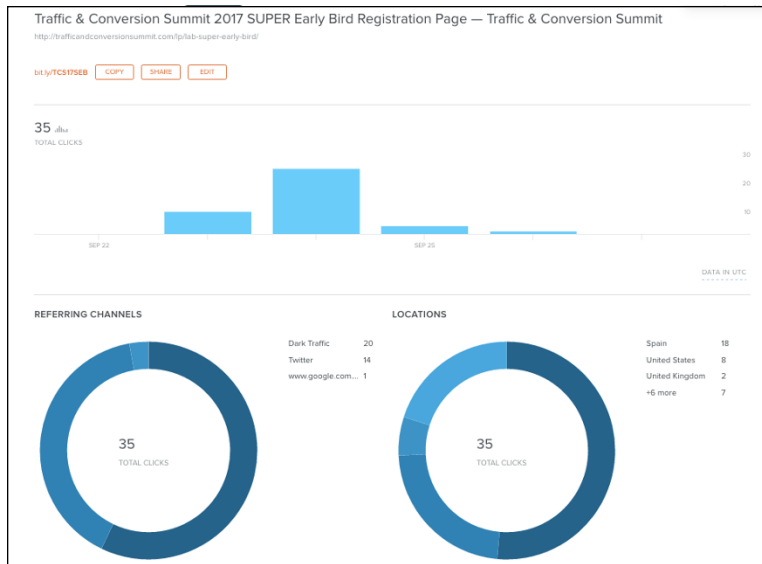 Traffic & Conversion Summit 2017 SUPER Early Bird Registration Page — Traffic & Conversion Summit
http://trafficandconversionsummit.com/lp/lab-super-early-bird/
bit.ly/TCS17SEB COPY SHARE EDIT
35
TOTAL CLICKS
30
20
10
SEP 22 SEP 25
DATA IN UTC
REFERRING CHANNELS
Dark Traffic 20
Twitter 14
www.google.com... 1
35
TOTAL CLICKS
LOCATIONS
Spain 18
United States 8
United Kingdom 2
+6 more 7
35
TOTAL CLICKS